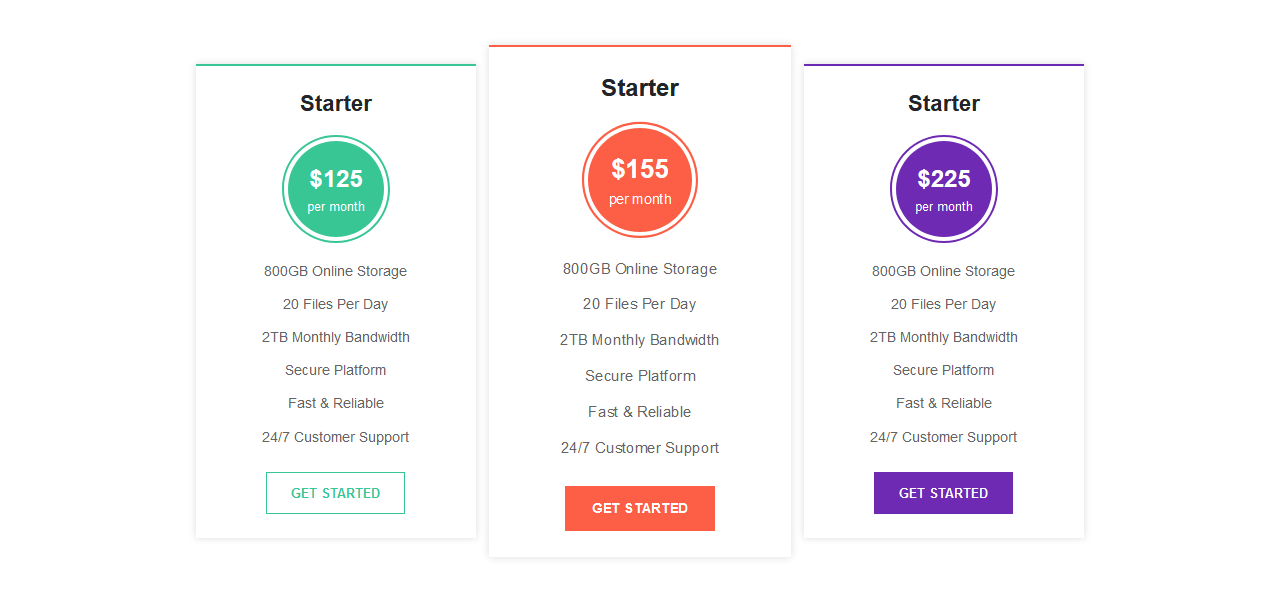 Starter
$125
per month
800GB Online Storage
20 Files Per Day
2TB Monthly Bandwidth
Secure Platform
Fast & Reliable
24/7 Customer Support
GET STARTED
Starter
$155
per month
800GB Online Storage
20 Files Per Day
2TB Monthly Bandwidth
Secure Platform
Fast & Reliable
24/7 Customer Support
GET STARTED
Starter
$225
per month
800GB Online Storage
20 Files Per Day
2TB Monthly Bandwidth
Secure Platform
Fast & Reliable
24/7 Customer Support
GET STARTED